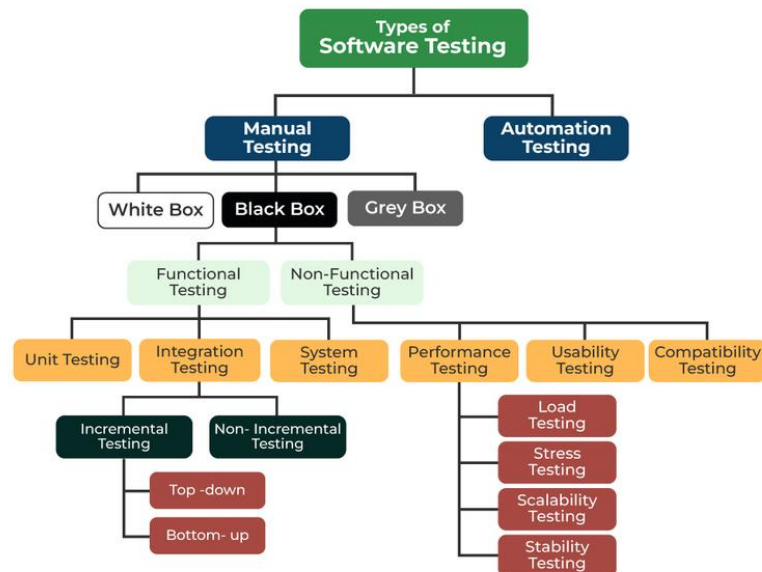 Types of
Software Testing
Manual
Testing
Automation
Testing
White Box
Black Box
Grey Box
Functional
Testing
Non-Functional
Testing
Unit Testing
Integration
Testing
System
Testing
Performance
Testing
Usability
Testing
Compatibility
Testing
Incremental
Testing
Non- Incremental
Testing
Load
Testing
Stress
Testing
Top -down
Scalability
Testing
Bottom- up
Stability
Testing